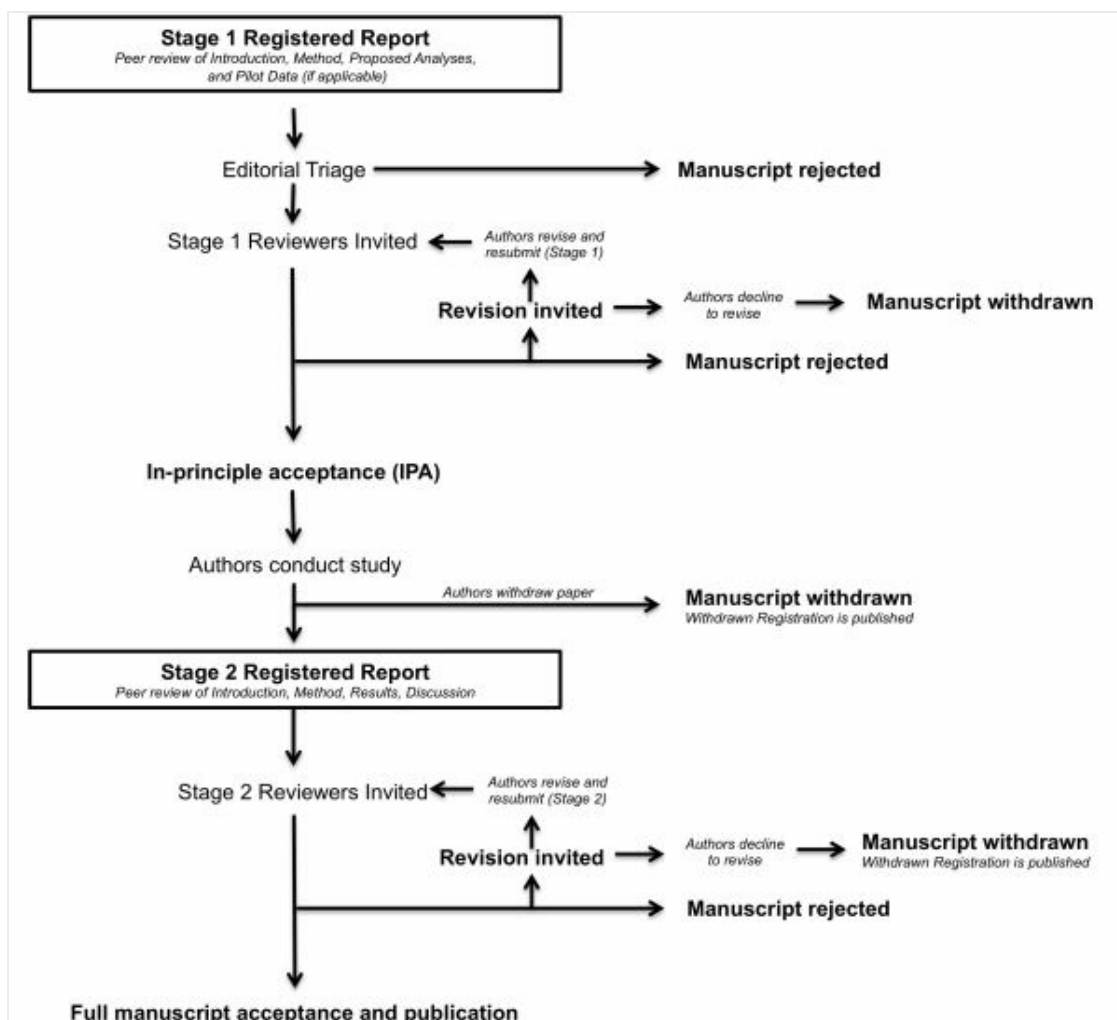 Stage 1 Registered Report
Peer review of Introduction, Method, Proposed Analyses,
and Pilot Data (if applicable)
Editorial Triage
Manuscript rejected
Stage 1 Reviewers Invited
Authors revise and
resubmit (Stage 1)
Revision invited
Authors decline
to revise
Manuscript withdrawn
Manuscript rejected
In-principle acceptance (IPA)
Authors conduct study
Authors withdraw paper
Manuscript withdrawn
Withdrawn Registration is published
Stage 2 Registered Report
Peer review of Introduction, Method, Results, Discussion
Stage 2 Reviewers Invited
Authors revise and
resubmit (Stage 2)
Revision invited
Authors decline
to revise
Manuscript withdrawn
Withdrawn Registration is published
Manuscript rejected
Full manuscript acceptance and publication